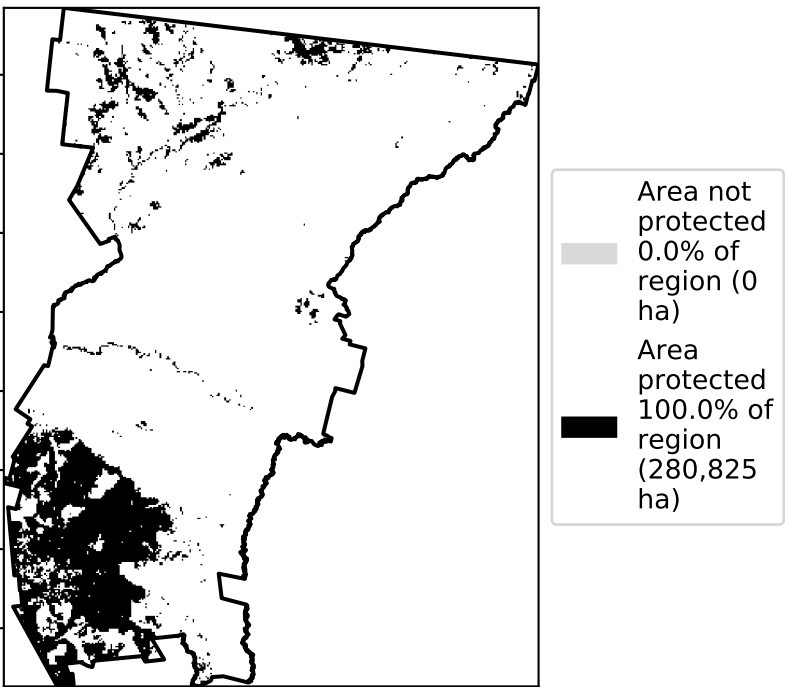 Area not
protected
0.0% of
region (0
ha)
Area
protected
100.0% of
region
(280,825
ha)